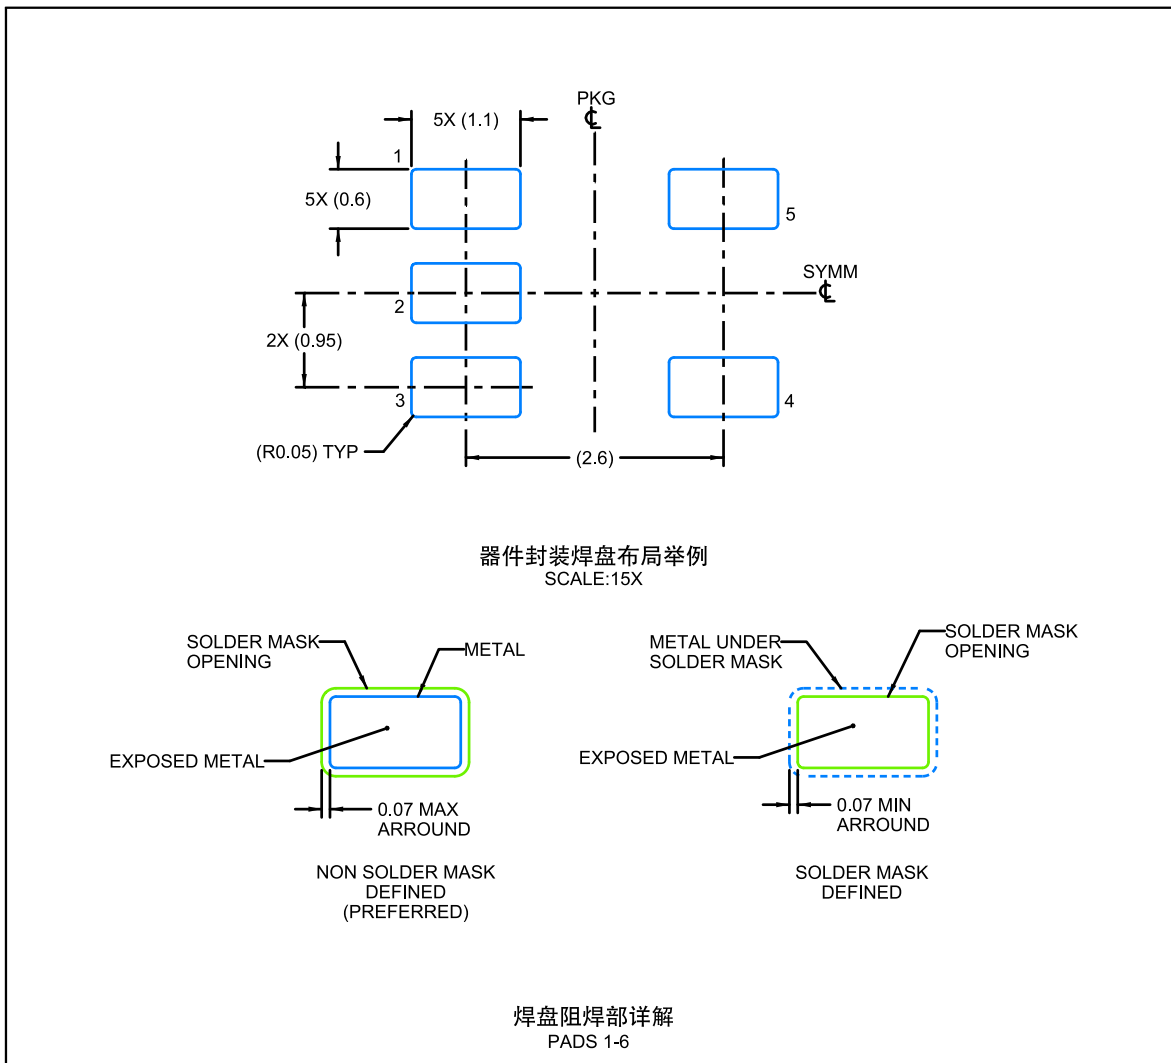 PKG
5X (1.1)
1
5X (0.6)
5
SYMM
2
2X (0.95)
3
4
(R0.05) TYP
(2.6)
器件封装焊盘布局举例
SCALE:15X
SOLDER MASK
OPENING
METAL
EXPOSED METAL
0.07 MAX
ARROUND
NON SOLDER MASK
DEFINED
(PREFERRED)
METAL UNDER
SOLDER MASK
SOLDER MASK
OPENING
EXPOSED METAL
0.07 MIN
ARROUND
SOLDER MASK
DEFINED
焊盘阻焊部详解
PADS 1-6